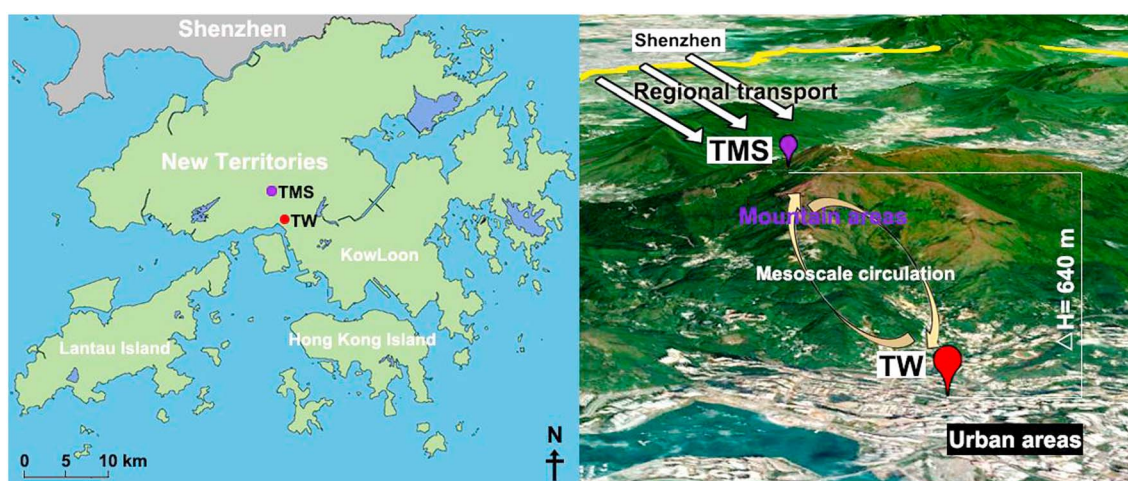 Shenzhen
New Territories
TMS
TW
KowLoon
Lantau Island
Hong Kong Island
0 5 10 km
N
Shenzhen
Regional transport
TMS
Mountain areas
Mesoscale circulation
△H= 640 m
TW
Urban areas